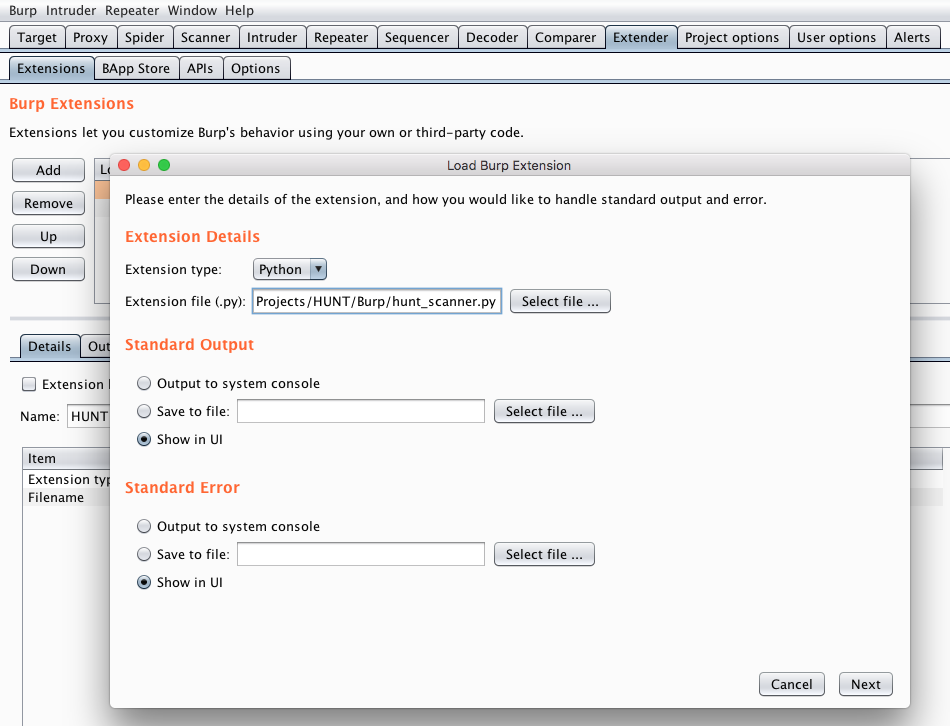 Burp Intruder Repeater Window Help
Target Proxy Spider Scanner Intruder Repeater Sequencer Decoder Comparer Extender Project options User options Alerts
Extensions BApp Store APIs Options
Burp Extensions
Extensions let you customize Burp's behavior using your own or third-party code.
Add
Remove
Up
Down
Load Burp Extension
Please enter the details of the extension, and how you would like to handle standard output and error.
Extension Details
Extension type: Python
Extension file (.py): Projects/HUNT/Burp/hunt_scanner.py Select file ...
Standard Output
Output to system console
Save to file: Select file ...
Show in UI
Standard Error
Output to system console
Save to file: Select file ...
Show in UI
Cancel Next
Details Out
Extension
Name: HUNT
Item
Extension typ
Filename